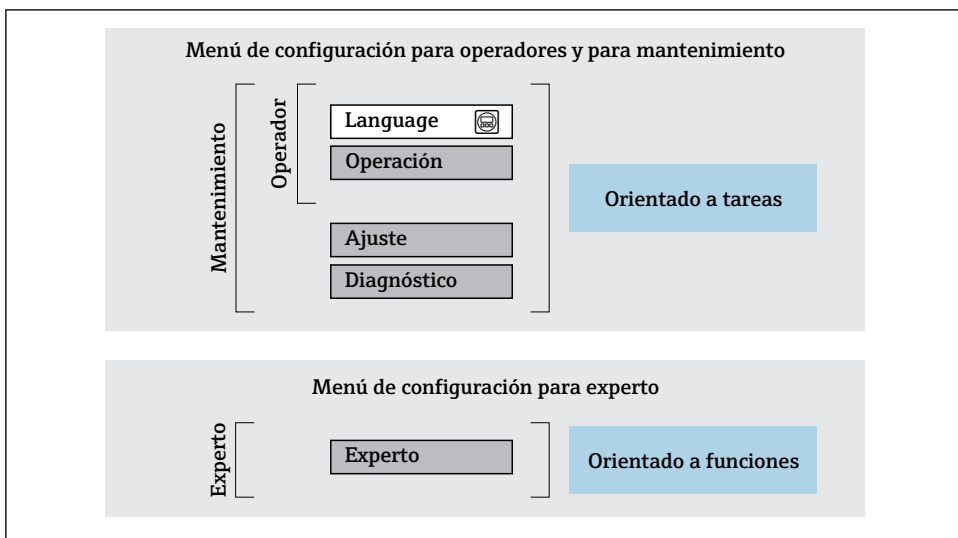 Menú de configuración para operadores y para mantenimiento
Mantenimiento
Operador
Language
Operación
Orientado a tareas
Ajuste
Diagnóstico
Menú de configuración para experto
Experto
Experto
Orientado a funciones